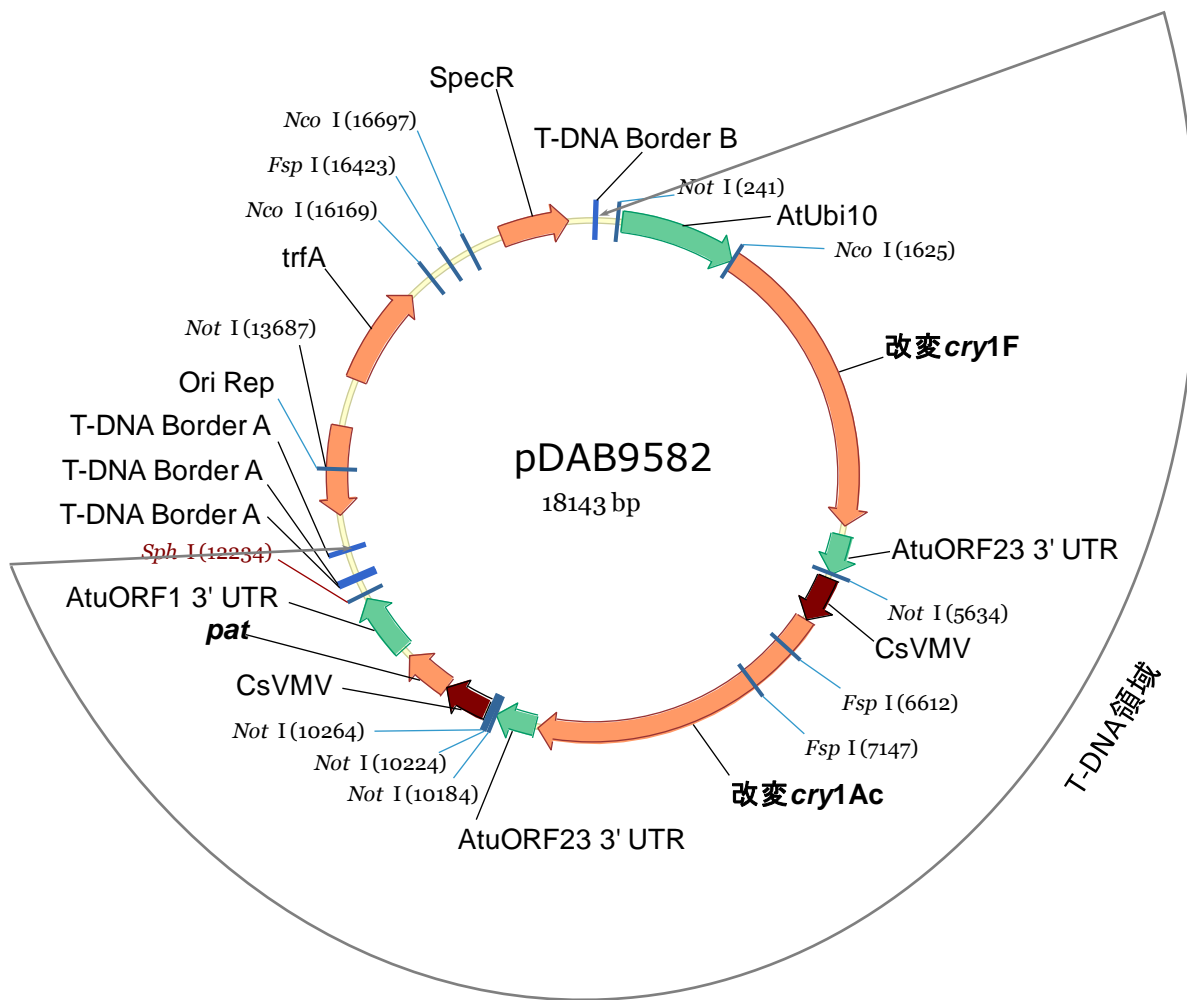 SpecR
Nco I (16697)
T-DNA Border B
Fsp I (16423)
Not I (241)
Nco I (16169)
AtUbi10
Nco I (1625)
trfA
Not I (13687)
改変cry1F
Ori Rep
T-DNA Border A
pDAB9582
T-DNA Border A
18143 bp
T-DNA Border A
Sph I (12234)
AtuORF23 3' UTR
AtuORF1 3' UTR
Not I (5634)
pat
CsVMV
CsVMV
Fsp I (6612)
T-DNA領域
Not I (10264)
Fsp I (7147)
Not I (10224)
Not I (10184)
改変cry1Ac
AtuORF23 3' UTR